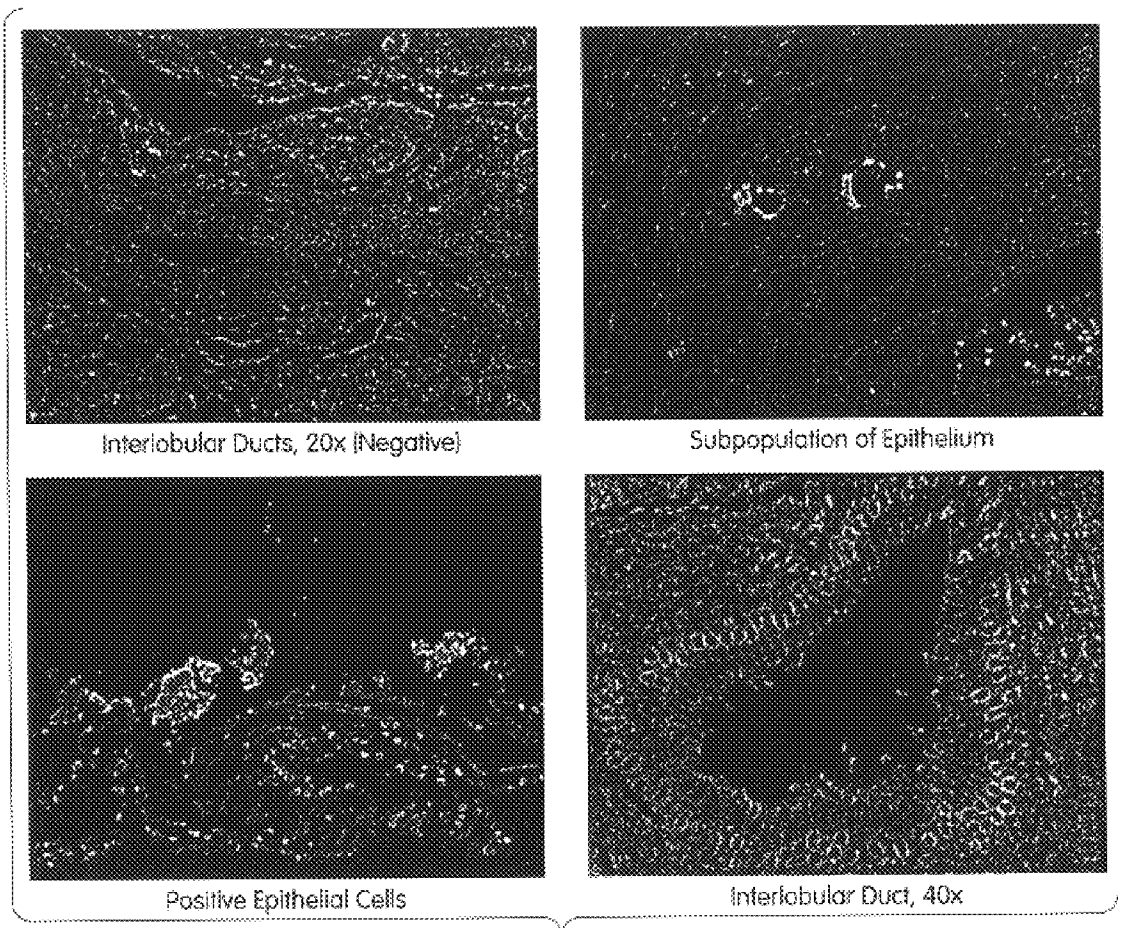 Interlobular Ducts, 20x (Negative)
Subpopulation of Epithelium
Positive Epithelial Cells
Interlobular Duct, 40x